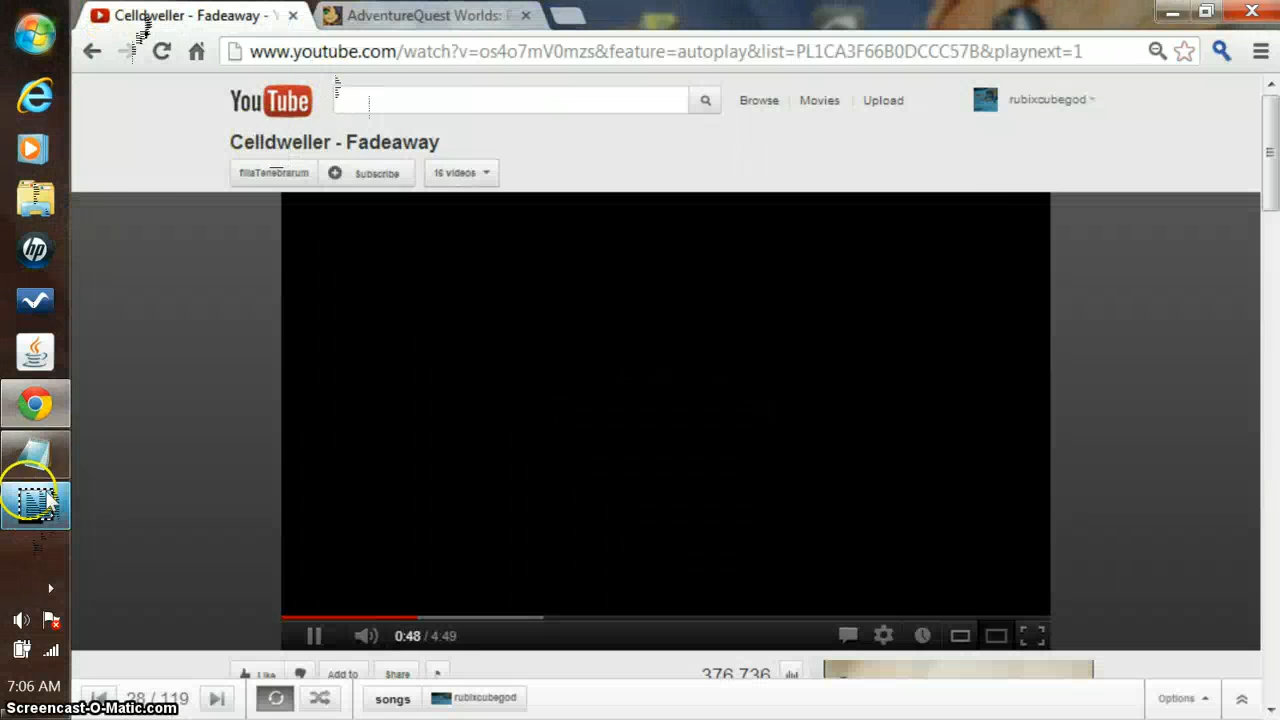 Celldweller - Fadeaway - Y
AdventureQuest Worlds: B
www.youtube.com/watch?v=os4o7mV0mzs&feature=autoplay&list=PL1CA3F66B0DCCC57B&playnext=1
YouTube
Browse
Movies
Upload
rubixcubegod
Celldweller - Fadeaway
filiaTenebrarum
Subscribe
16 videos
hp
0:48 / 4:49
Like
Add to
Share
376,736
7:06 AM
28 / 119
songs
rubixcubegod
Options
Screencast-O-Matic.com